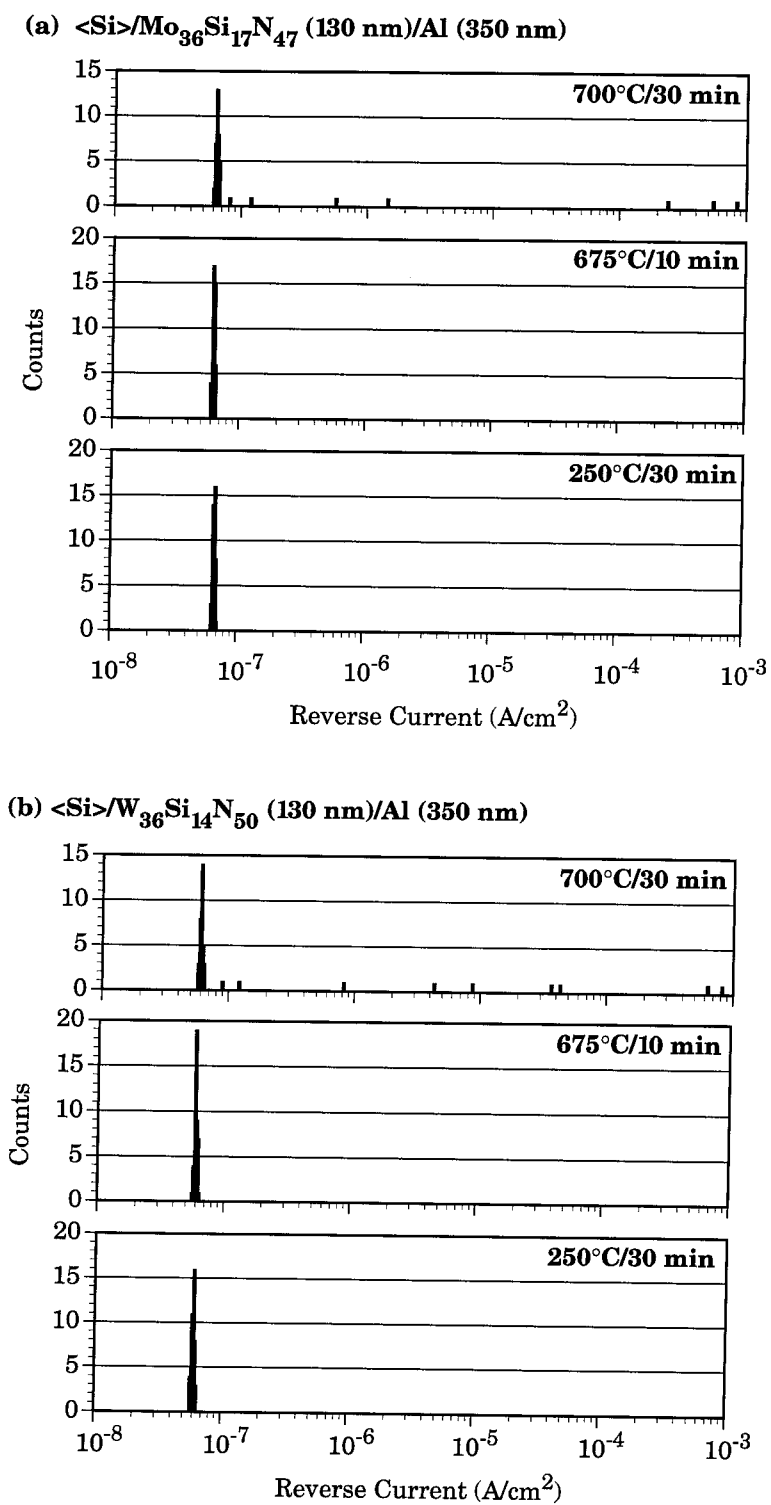 (a) <Si>/Mo36Si17N47 (130 nm)/Al (350 nm)
15
700°C/30 min
10
5
0
20
675°C/10 min
15
10
5
0
Counts
20
250°C/30 min
15
10
5
0
10-8 10-7 10-6 10-5 10-4 10-3
Reverse Current (A/cm2)
(b) <Si>/W36Si14N50 (130 nm)/Al (350 nm)
15
700°C/30 min
10
5
0
20
675°C/10 min
15
10
5
0
Counts
20
250°C/30 min
15
10
5
0
10-8 10-7 10-6 10-5 10-4 10-3
Reverse Current (A/cm2)